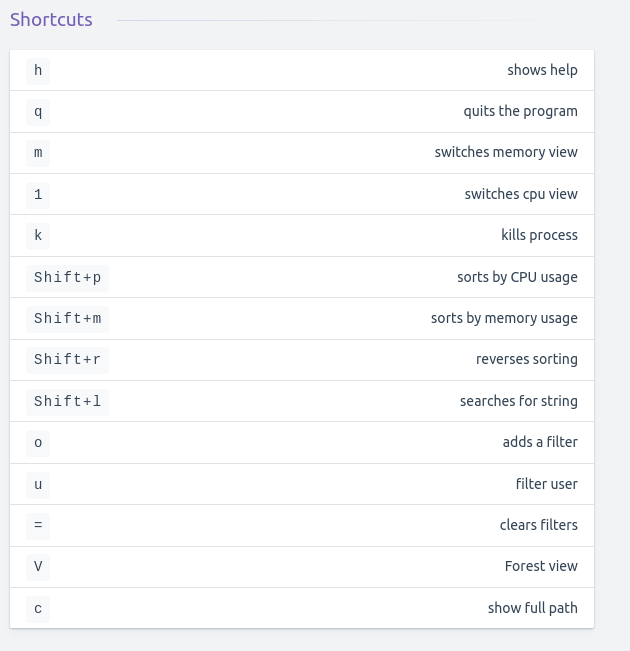 Shortcuts
h shows help
q quits the program
m switches memory view
1 switches cpu view
k kills process
Shift+p sorts by CPU usage
Shift+m sorts by memory usage
Shift+r reverses sorting
Shift+l searches for string
o adds a filter
u filter user
= clears filters
V Forest view
c show full path